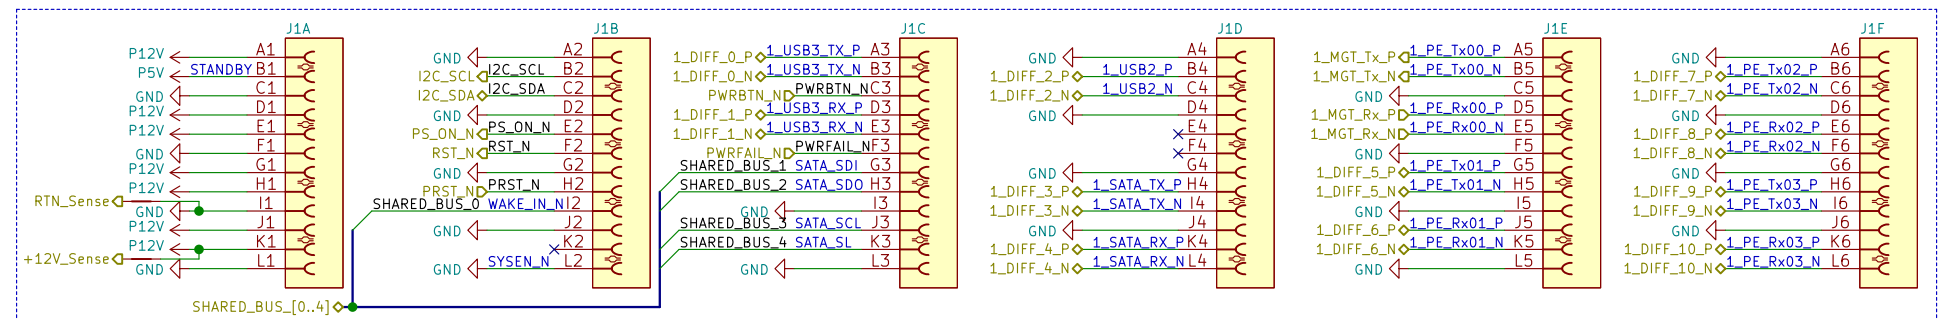 J1A J1B J1C J1D J1E J1F
P12V A1
P5V STANDBY B1
GND C1
P12V D1
P12V E1
GND F1
P12V G1
P12V H1
RTN_Sense
GND I1
P12V J1
P12V K1
+12V_Sense
GND L1
SHARED_BUS_[0..4]
GND A2
I2C_SCL I2C_SCL B2
I2C_SDA I2C_SDA C2
GND D2
PS_ON_N PS_ON_N E2
RST_N RST_N F2
GND G2
PRST_N PRST_N H2
SHARED_BUS_0 WAKE_IN_N I2
GND J2
K2
GND SYSEN_N L2
1_DIFF_0_P 1_USB3_TX_P A3
1_DIFF_0_N 1_USB3_TX_N B3
PWRBTN_N PWRBTN_N C3
1_DIFF_1_P 1_USB3_RX_P D3
1_DIFF_1_N 1_USB3_RX_N E3
PWRFAIL_N PWRFAIL_N F3
SHARED_BUS_1 SATA_SDI G3
SHARED_BUS_2 SATA_SDO H3
GND I3
SHARED_BUS_3 SATA_SCL J3
SHARED_BUS_4 SATA_SL K3
GND L3
GND A4
1_DIFF_2_P 1_USB2_P B4
1_DIFF_2_N 1_USB2_N C4
GND D4
E4
F4
GND G4
1_DIFF_3_P 1_SATA_TX_P H4
1_DIFF_3_N 1_SATA_TX_N I4
GND J4
1_DIFF_4_P 1_SATA_RX_P K4
1_DIFF_4_N 1_SATA_RX_N L4
1_MGT_Tx_P 1_PE_Tx00_P A5
1_MGT_Tx_N 1_PE_Tx00_N B5
GND C5
1_MGT_Rx_P 1_PE_Rx00_P D5
1_MGT_Rx_N 1_PE_Rx00_N E5
GND F5
1_DIFF_5_P 1_PE_Tx01_P G5
1_DIFF_5_N 1_PE_Tx01_N H5
GND I5
1_DIFF_6_P 1_PE_Rx01_P J5
1_DIFF_6_N 1_PE_Rx01_N K5
GND L5
GND A6
1_DIFF_7_P 1_PE_Tx02_P B6
1_DIFF_7_N 1_PE_Tx02_N C6
GND D6
1_DIFF_8_P 1_PE_Rx02_P E6
1_DIFF_8_N 1_PE_Rx02_N F6
GND G6
1_DIFF_9_P 1_PE_Tx03_P H6
1_DIFF_9_N 1_PE_Tx03_N I6
GND J6
1_DIFF_10_P 1_PE_Rx03_P K6
1_DIFF_10_N 1_PE_Rx03_N L6